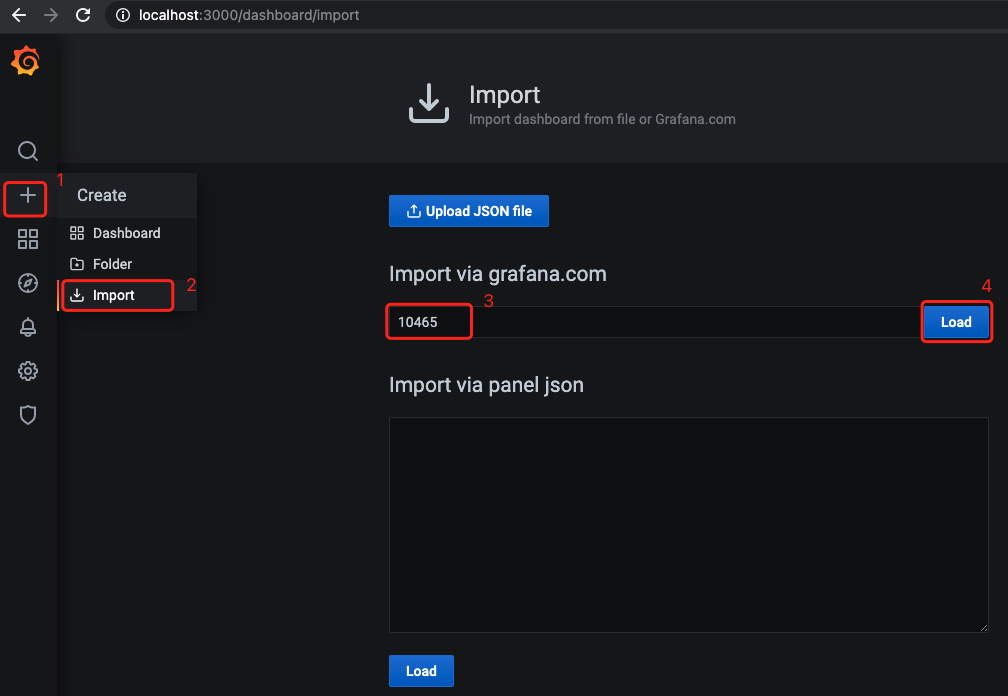 localhost:3000/dashboard/import
Import
Import dashboard from file or Grafana.com
1
Create
Dashboard
Folder
Import
2
Upload JSON file
Import via grafana.com
3
4
10465
Load
Import via panel json
Load